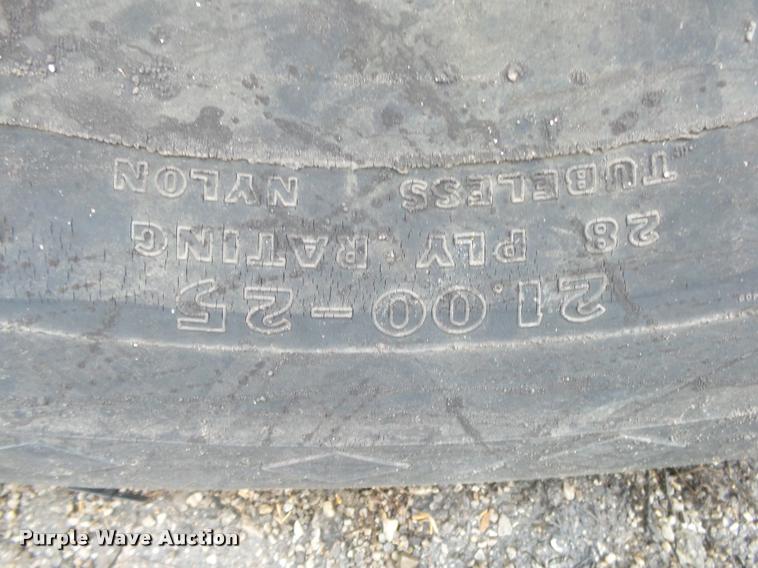 21.00-25
28 PLY RATING
TUBELESS NYLON
Purple Wave Auction